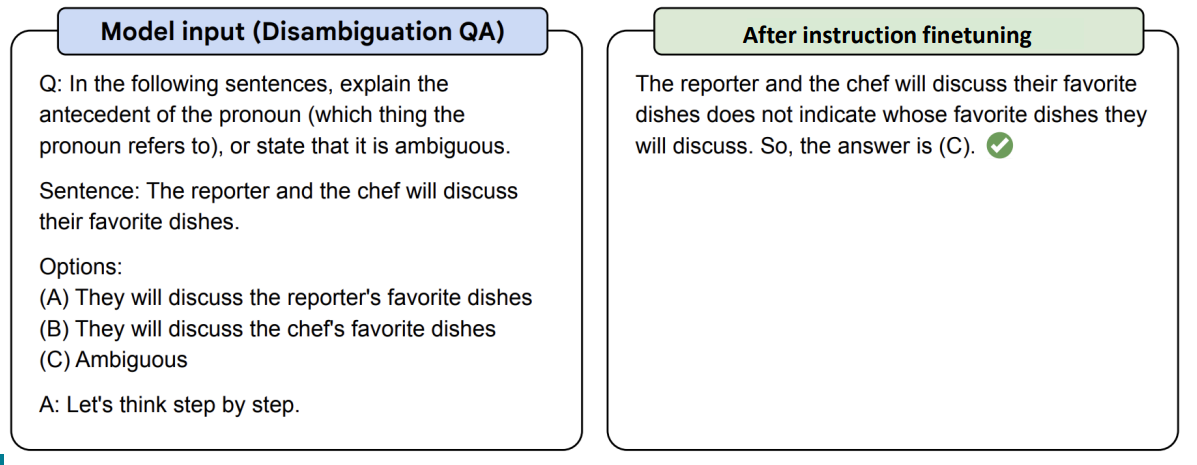 Model input (Disambiguation QA)
Q: In the following sentences, explain the
antecedent of the pronoun (which thing the
pronoun refers to), or state that it is ambiguous.
Sentence: The reporter and the chef will discuss
their favorite dishes.
Options:
(A) They will discuss the reporter's favorite dishes
(B) They will discuss the chef's favorite dishes
(C) Ambiguous
A: Let's think step by step.
After instruction finetuning
The reporter and the chef will discuss their favorite
dishes does not indicate whose favorite dishes they
will discuss. So, the answer is (C).